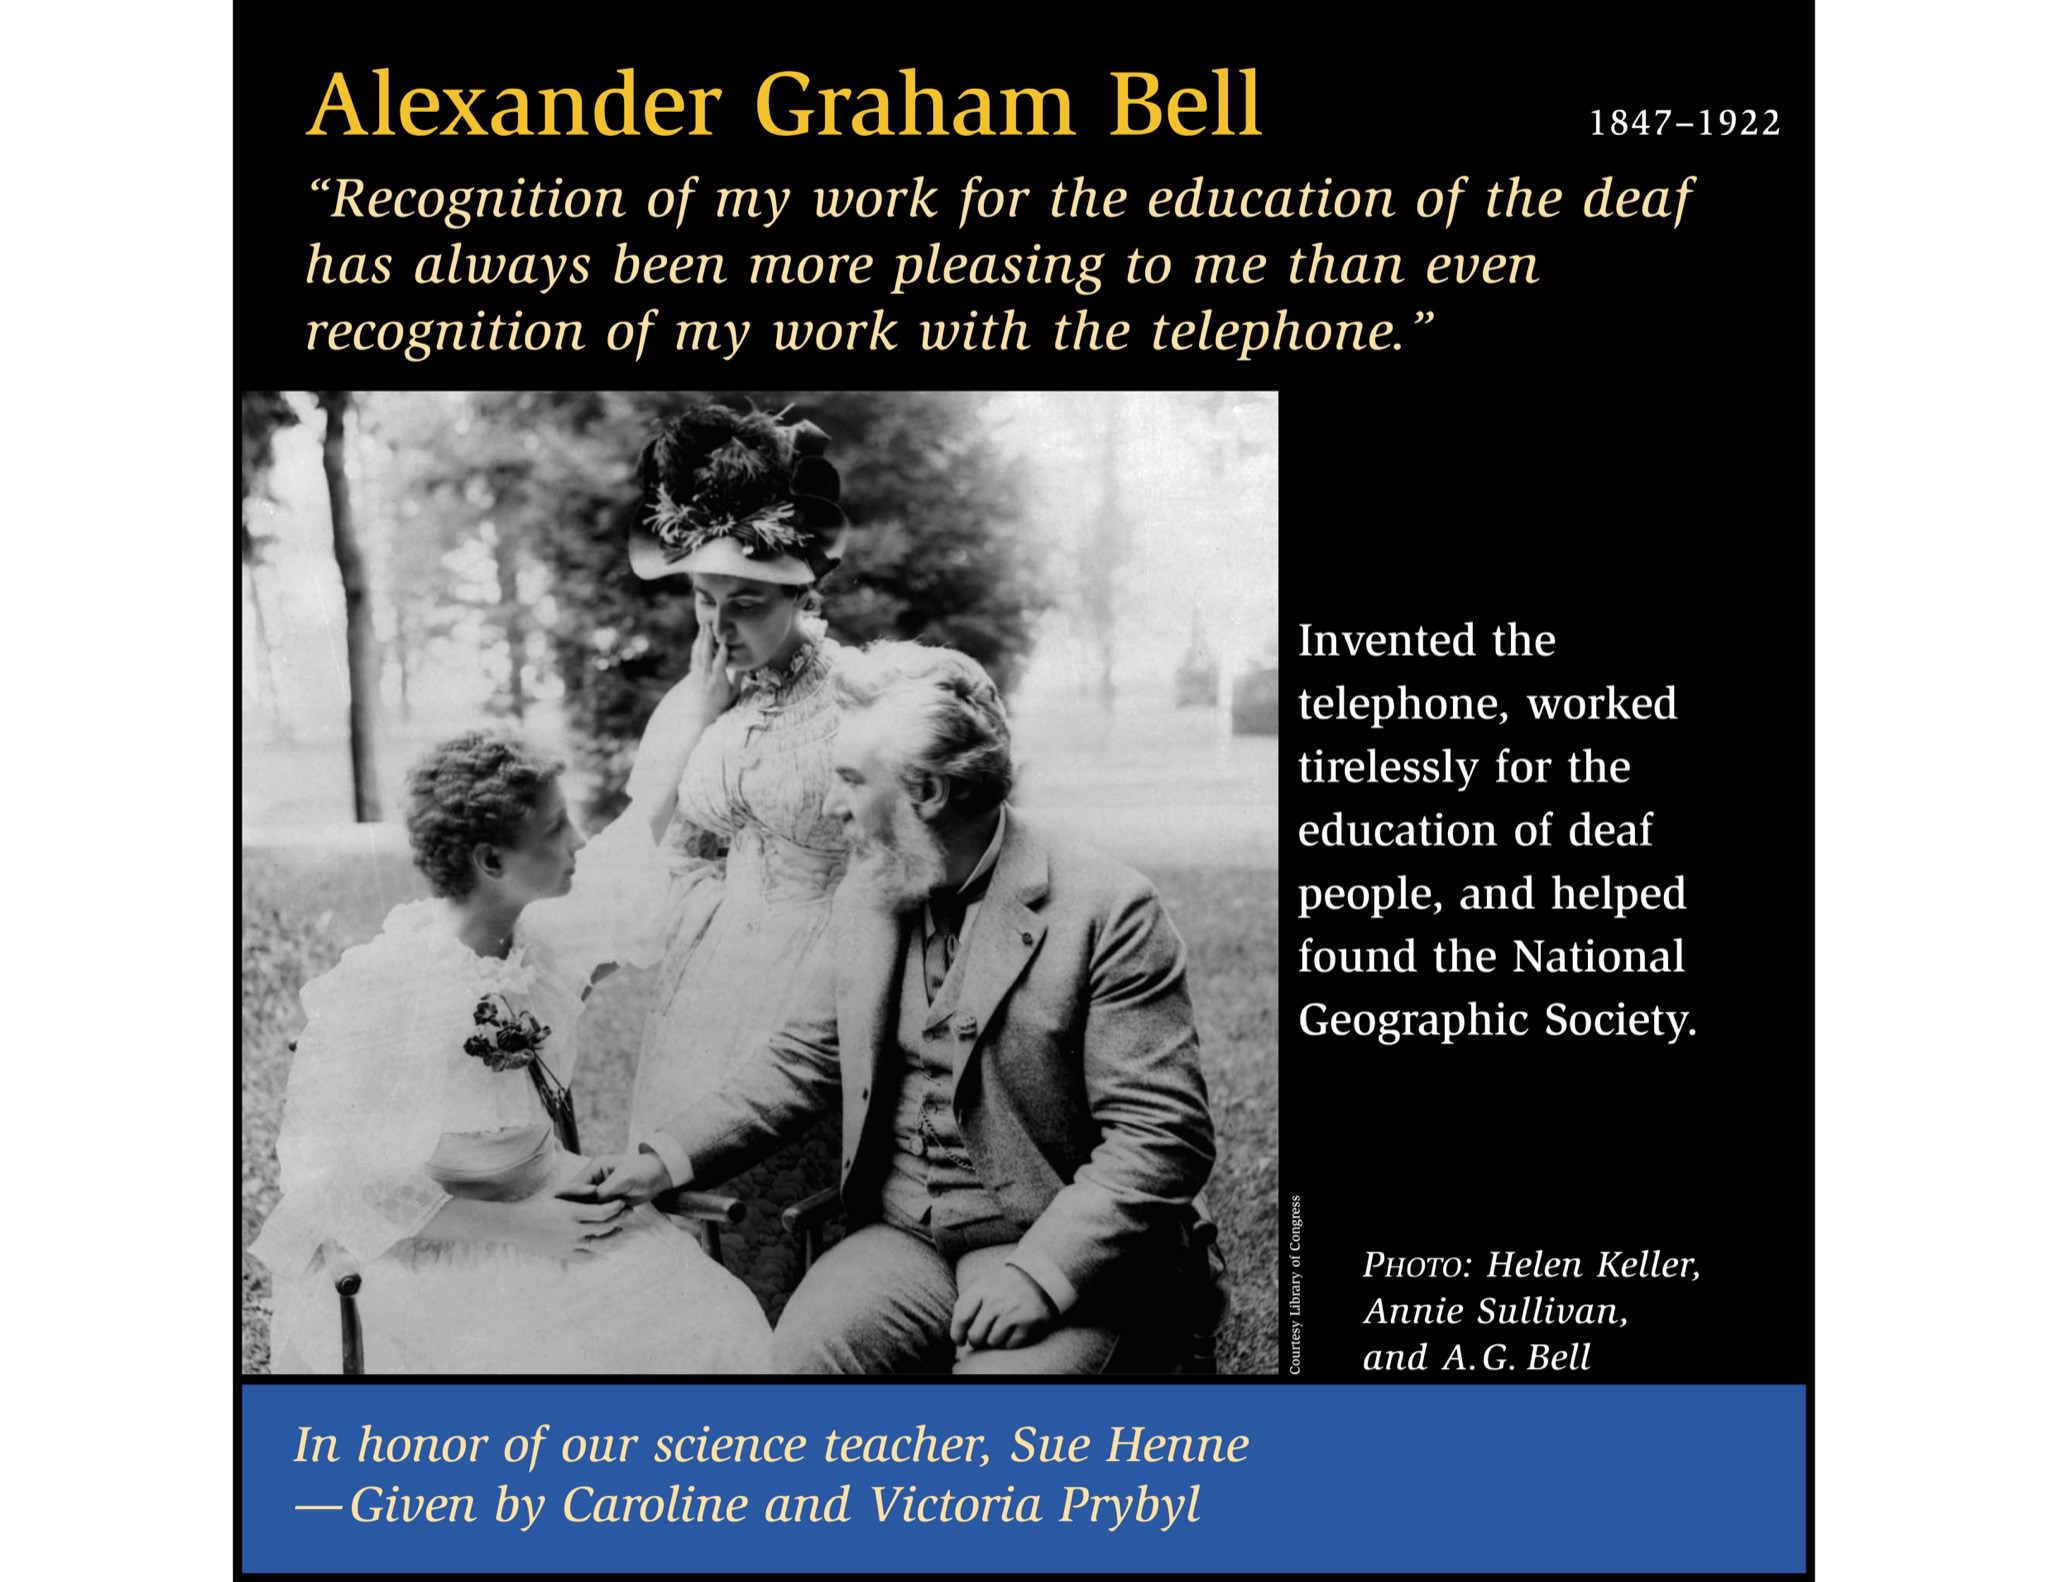 Alexander Graham Bell
1847–1922
“Recognition of my work for the education of the deaf
has always been more pleasing to me than even
recognition of my work with the telephone.”
Invented the
telephone, worked
tirelessly for the
education of deaf
people, and helped
found the National
Geographic Society.
Courtesy Library of Congress
PHOTO: Helen Keller,
Annie Sullivan,
and A.G. Bell
In honor of our science teacher, Sue Henne
—Given by Caroline and Victoria Prybyl